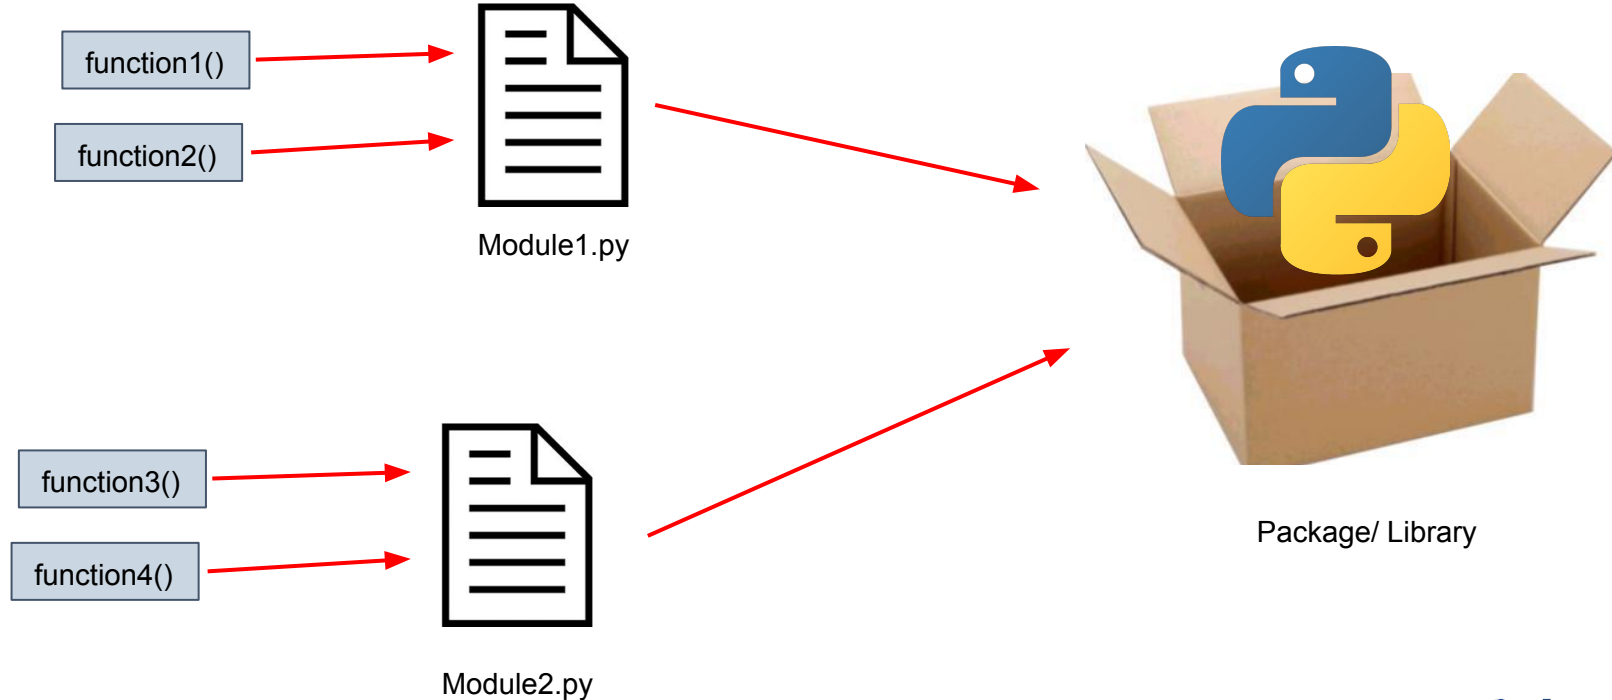 function1()
function2()
Module1.py
function3()
function4()
Package/ Library
Module2.py